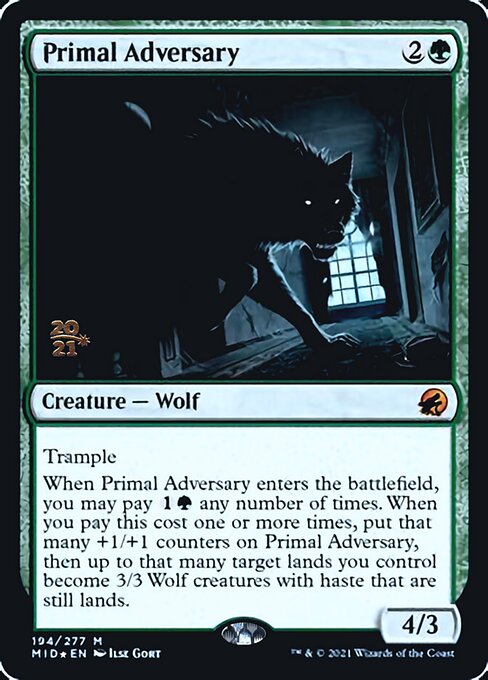 Primal Adversary 2
20
21
Creature — Wolf
Trample
When Primal Adversary enters the battlefield,
you may pay 1 any number of times. When
you pay this cost one or more times, put that
many +1/+1 counters on Primal Adversary,
then up to that many target lands you control
become 3/3 Wolf creatures with haste that are
still lands.
4/3
194/277 M
MID★EN Ilse Gort ™ & © 2021 Wizards of the Coast